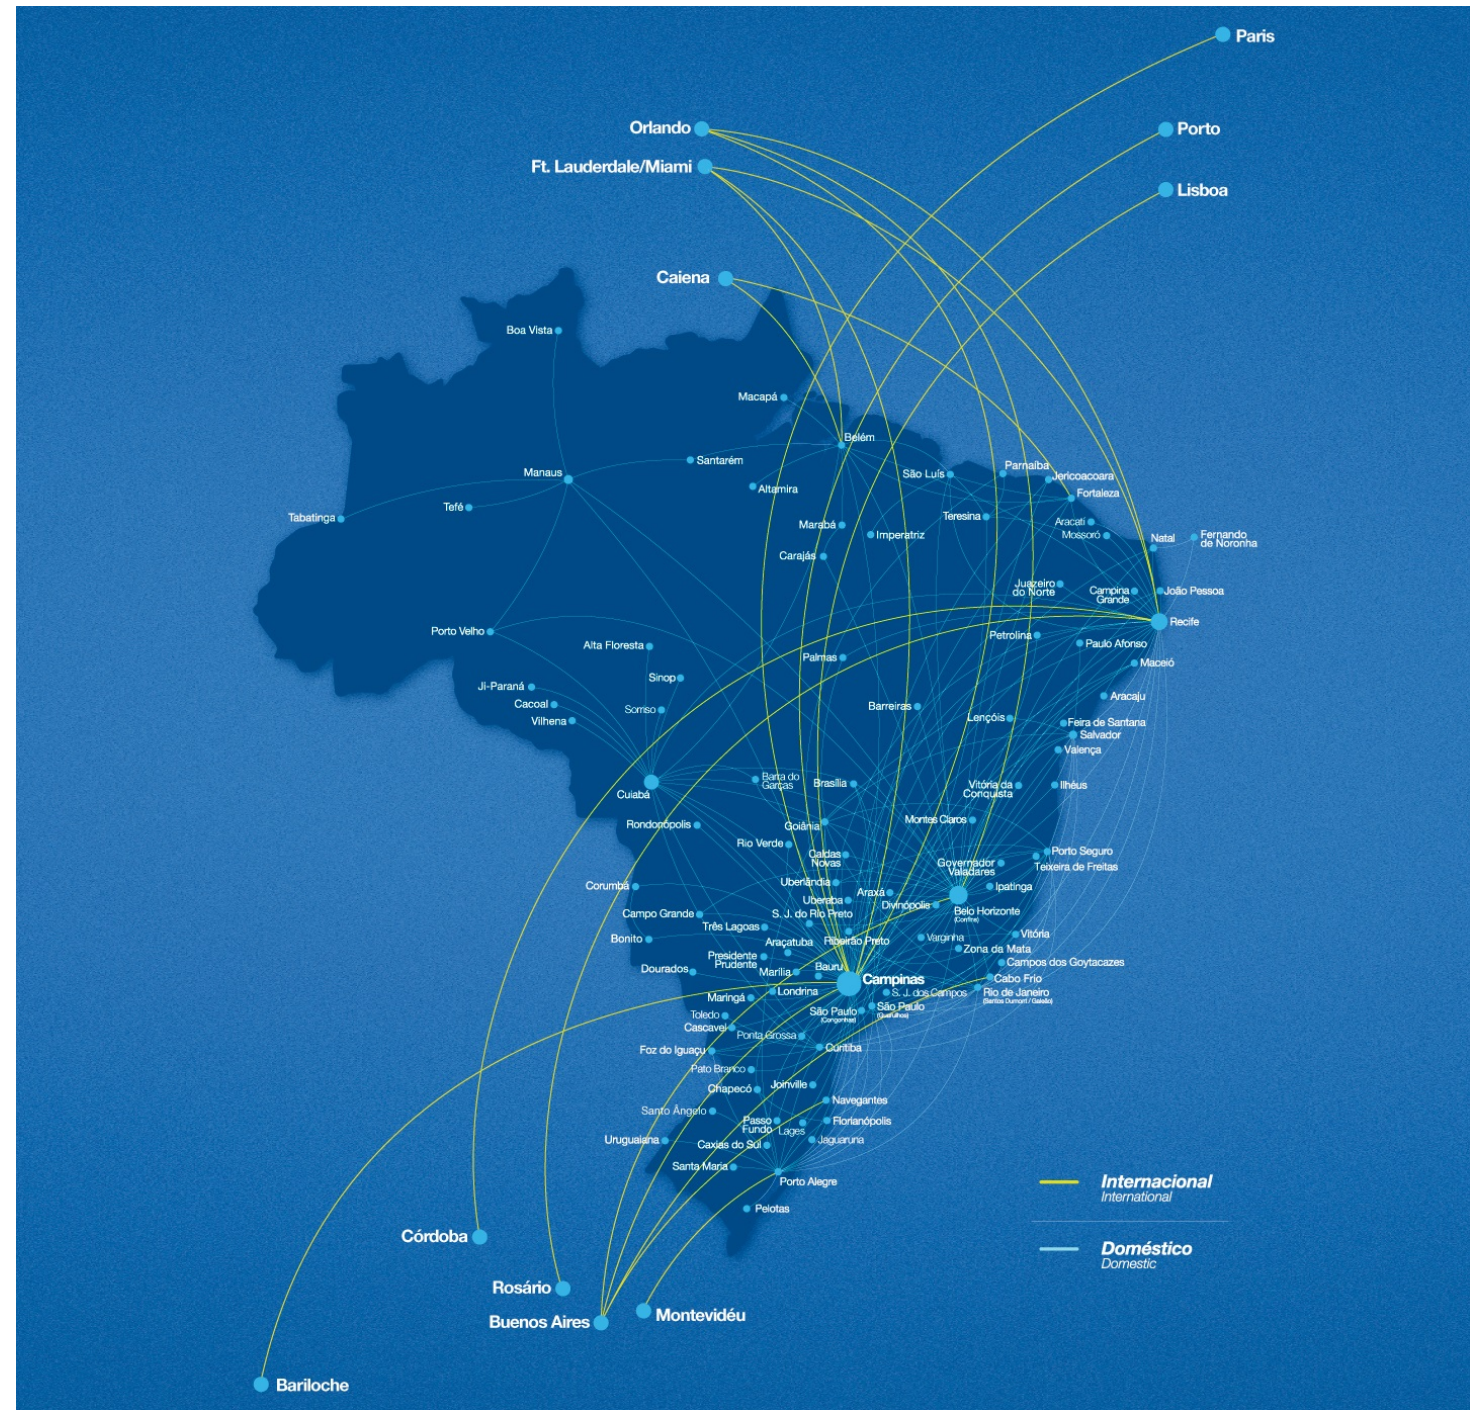 Paris
Orlando
Porto
Ft. Lauderdale/Miami
Lisboa
Caiena
Boa Vista
Macapá
Belém
Santarém
Manaus
São Luís
Parnaíba
Jericoacoara
Altamira
Fortaleza
Tefé
Tabatinga
Teresina
Marabá
Aracati
Imperatriz
Mossoró
Natal
Fernando
de Noronha
Carajás
Juazeiro
do Norte
Campina
Grande
João Pessoa
Recife
Porto Velho
Alta Floresta
Petrolina
Paulo Afonso
Palmas
Maceió
Sinop
Ji-Paraná
Aracaju
Cacoal
Sorriso
Barreiras
Vilhena
Lençóis
Feira de Santana
Salvador
Valença
Barra do
Garças
Brasília
Vitória da
Conquista
Ilhéus
Cuiabá
Rondonópolis
Goiânia
Montes Claros
Rio Verde
Caldas
Novas
Porto Seguro
Governador
Valadares
Teixeira de Freitas
Corumbá
Uberlândia
Araxá
Ipatinga
Uberaba
Divinópolis
Belo Horizonte
(Confins)
Campo Grande
S. J. do Rio Preto
Três Lagoas
Bonito
Araçatuba
Ribeirão Preto
Varginha
Vitória
Zona da Mata
Presidente
Prudente
Dourados
Marília
Bauru
Campinas
Campos dos Goytacazes
Cabo Frio
Maringá
Londrina
S. J. dos Campos
Rio de Janeiro
(Santos Dumont / Galeão)
Toledo
São Paulo
(Congonhas)
São Paulo
(Guarulhos)
Cascavel
Ponta Grossa
Foz do Iguaçu
Curitiba
Pato Branco
Chapecó
Joinville
Navegantes
Santo Ângelo
Passo
Fundo
Lages
Florianópolis
Uruguaiana
Caxias do Sul
Jaguaruna
Santa Maria
Porto Alegre
Pelotas
Internacional
International
Doméstico
Domestic
Córdoba
Rosário
Buenos Aires
Montevidéu
Bariloche